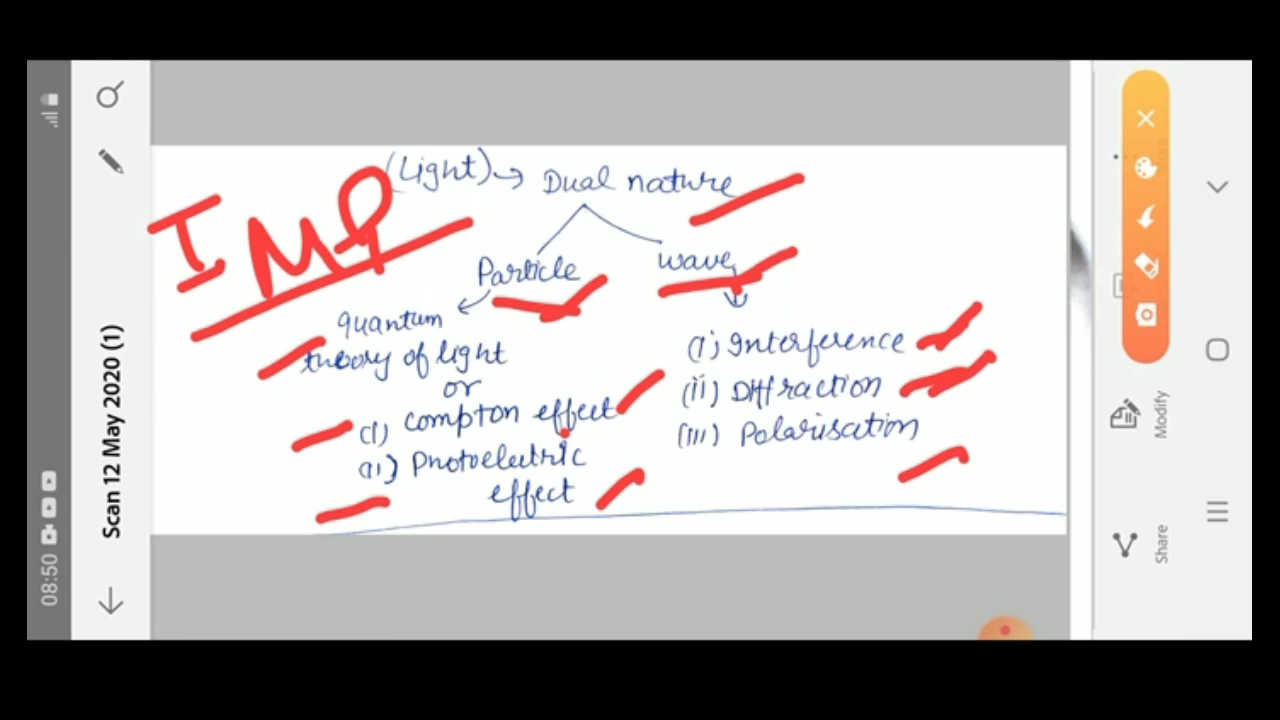 08:50
Scan 12 May 2020 (1)
IMP
(Light) → Dual nature
Particle
wave
quantum
theory of light
or
(i) Compton effect
(ii) Photoelectric
effect
(i) Interference
(ii) Diffraction
(iii) Polarisation
Modify
Share